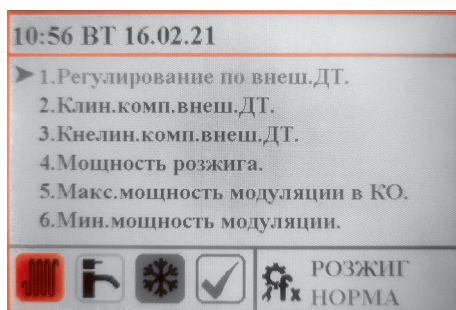 10:56 ВТ 16.02.21
➤ 1.Регулирование по внеш.ДТ.
2.Клин.комп.внеш.ДТ.
3.Кнелин.комп.внеш.ДТ.
4.Мощность розжига.
5.Макс.мощность модуляции в КО.
6.Мин.мощность модуляции.
fx РОЗЖИГ
НОРМА